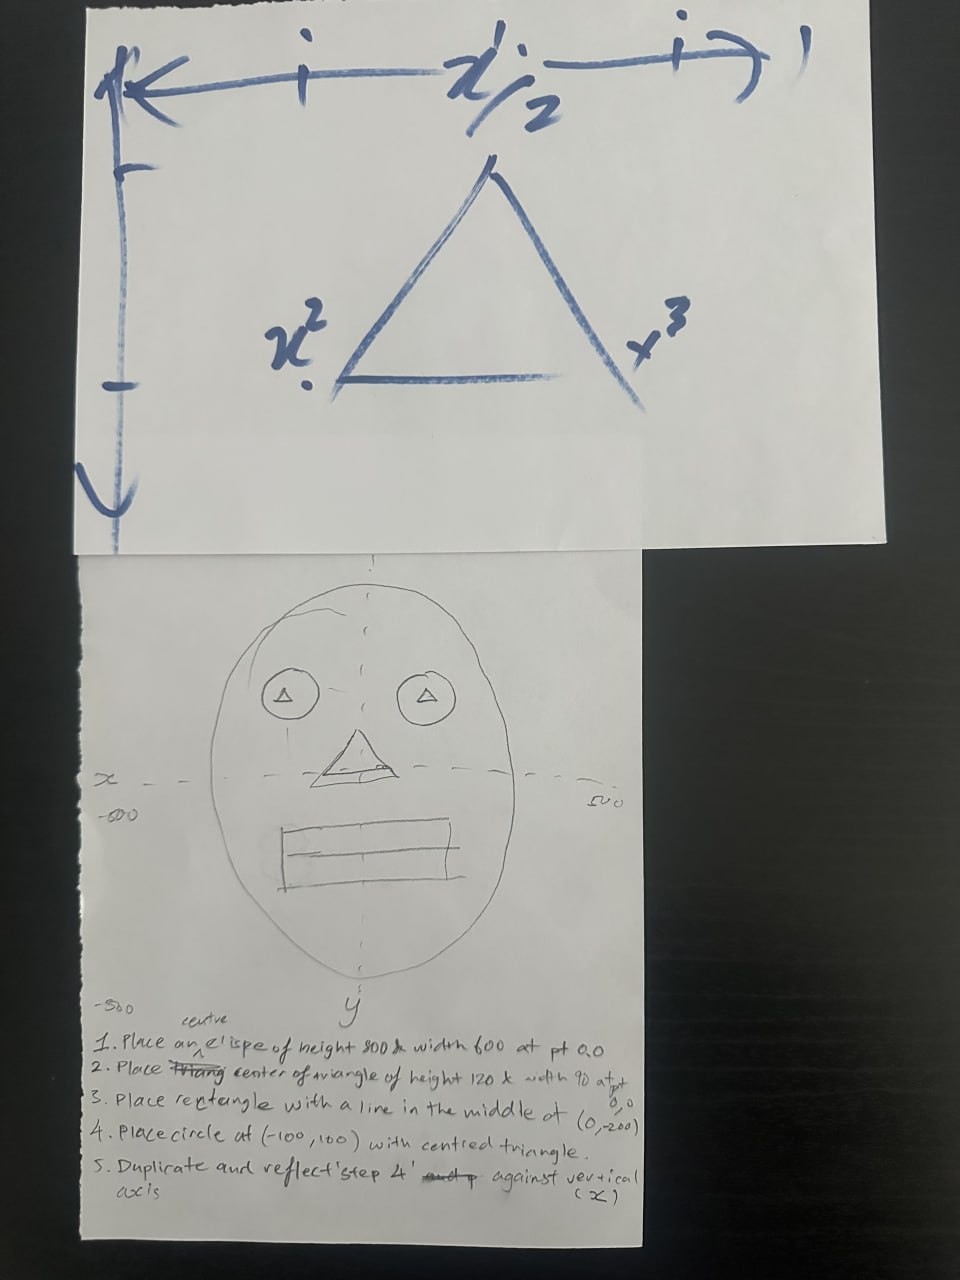 x¹/2
x²
x³
x
-500
500
y
-500
centre
1. Place an elispe of height 800 & width 600 at pt 0,0
2. Place center of triangle of height 120 & width 90 at pt 0,0
3. Place rectangle with a line in the middle at (0,-200)
4. Place circle at (-100,100) with centred triangle.
5. Duplicate and reflect 'step 4' against vertical
axis (x)